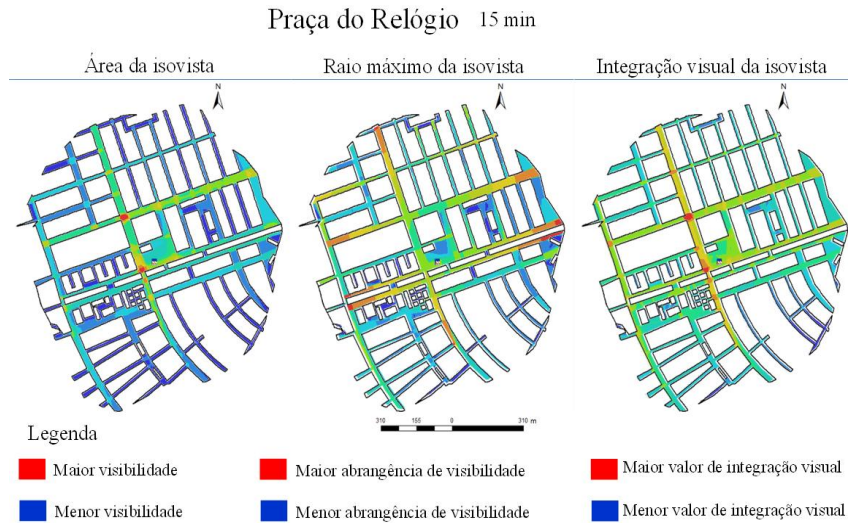 Praça do Relógio 15 min
Área da isovista
Raio máximo da isovista
Integração visual da isovista
N
N
N
310 155 0 310 m
Legenda
Maior visibilidade
Maior abrangência de visibilidade
Maior valor de integração visual
Menor visibilidade
Menor abrangência de visibilidade
Menor valor de integração visual